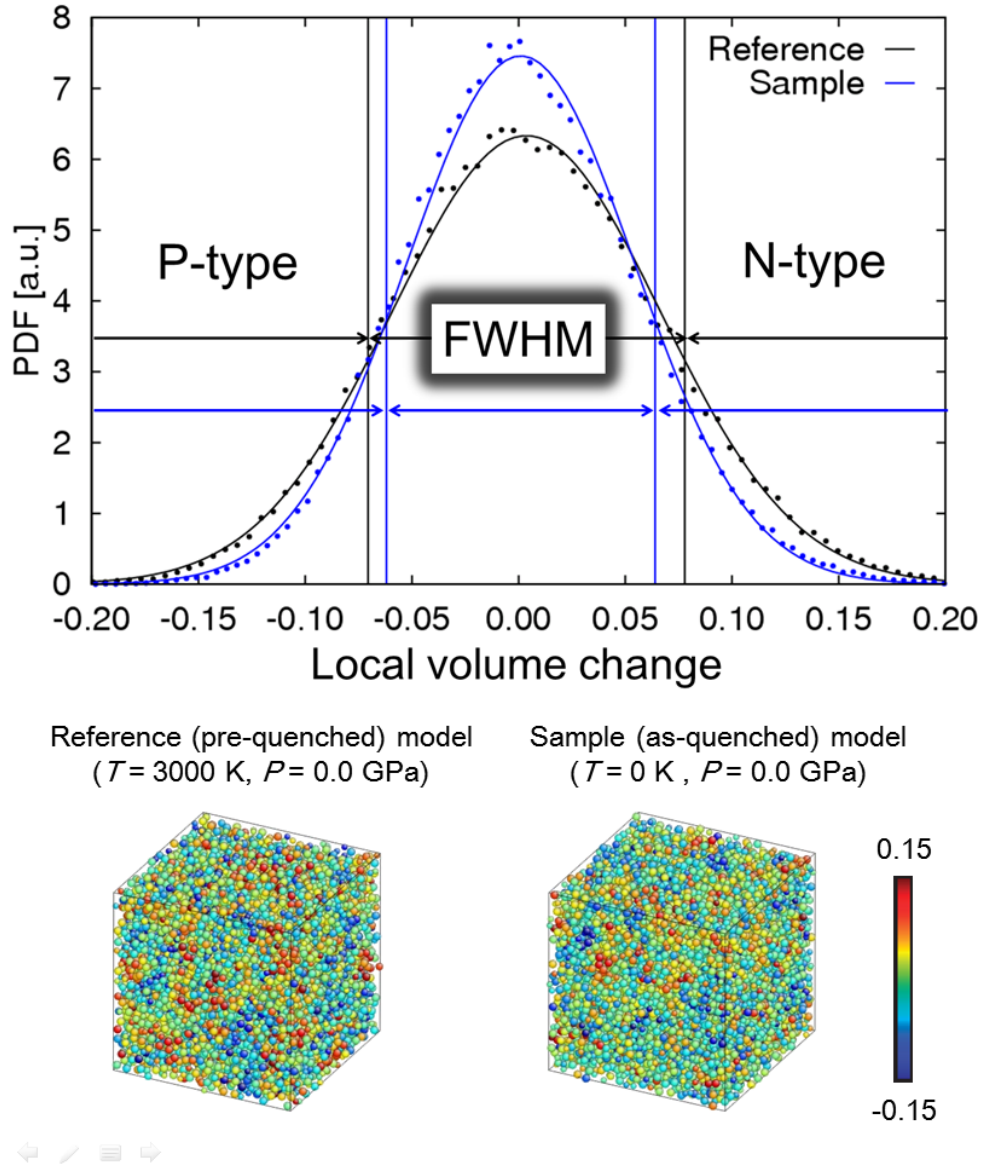 8
7
6
5
4
3
2
1
0
PDF [a.u.]
Reference
Sample
P-type
N-type
FWHM
-0.20 -0.15 -0.10 -0.05 0.00 0.05 0.10 0.15 0.20
Local volume change
Reference (pre-quenched) model
(T = 3000 K, P = 0.0 GPa)
Sample (as-quenched) model
(T = 0 K , P = 0.0 GPa)
0.15
-0.15